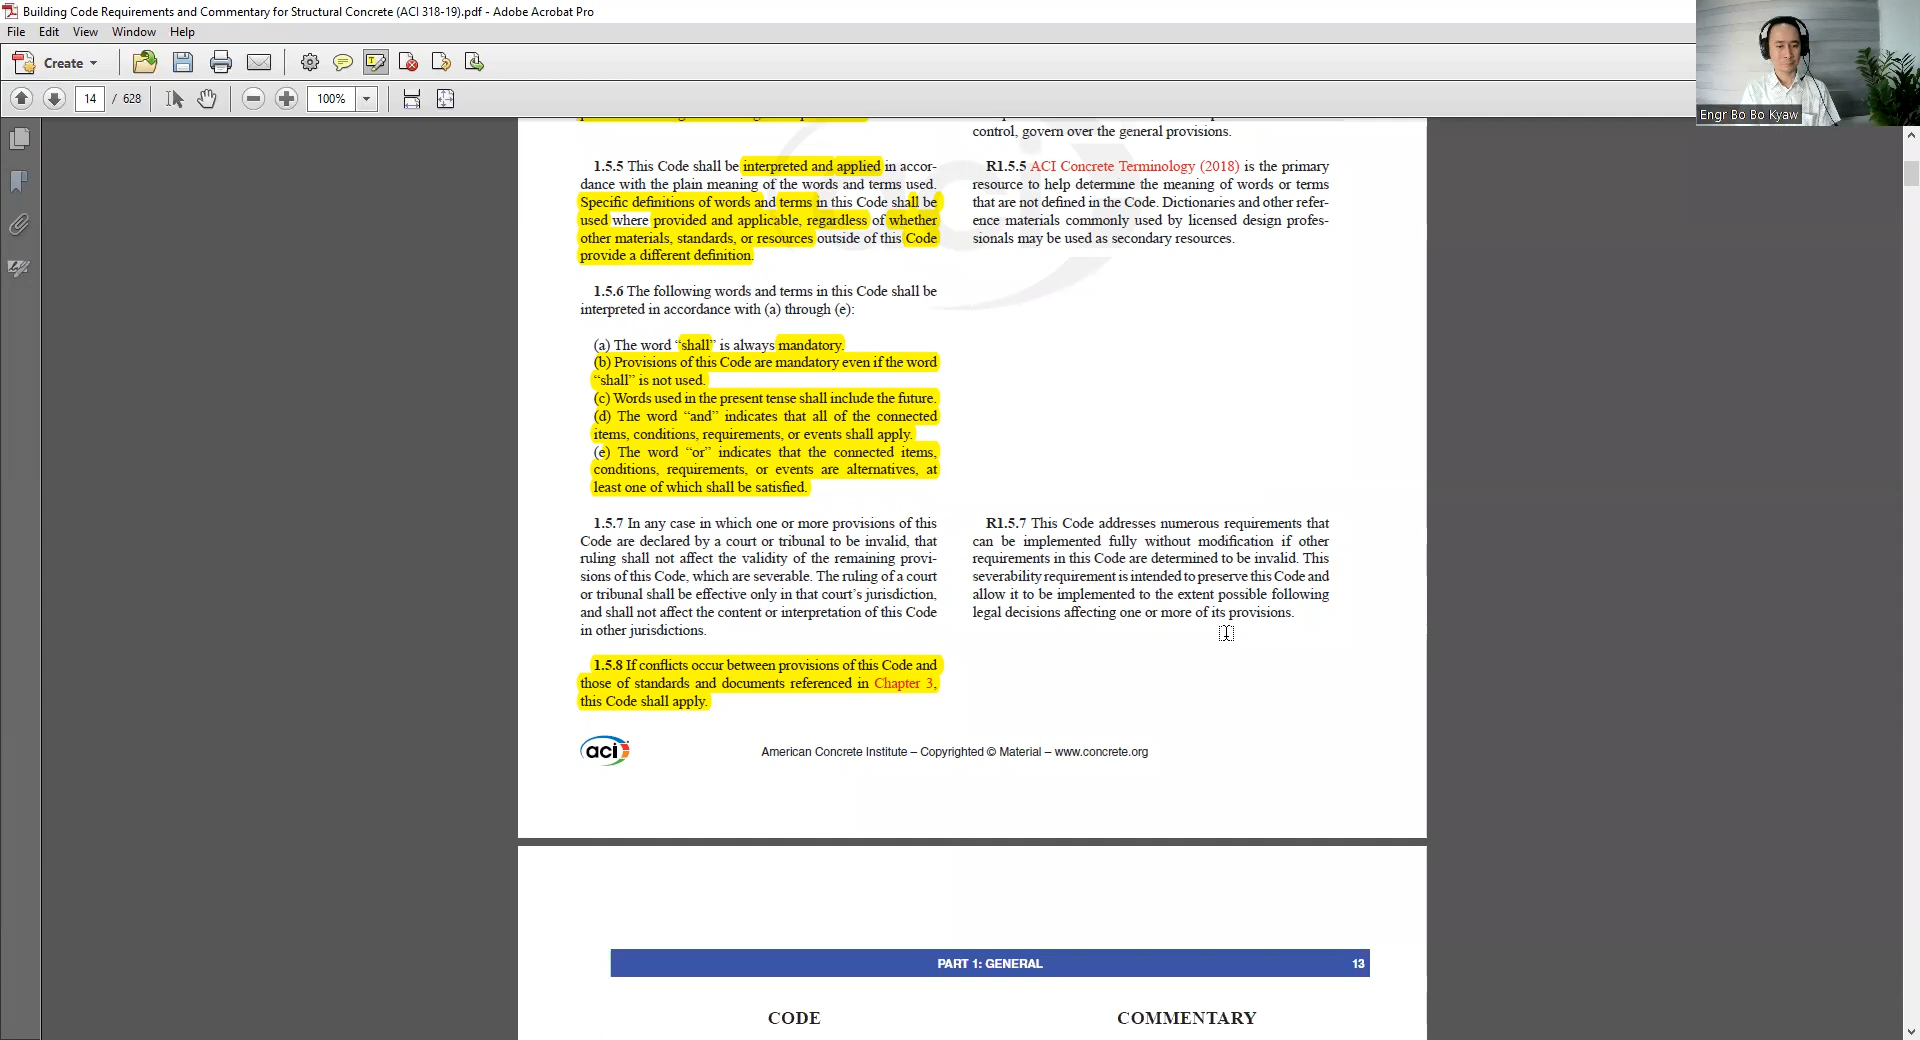 Building Code Requirements and Commentary for Structural Concrete (ACI 318-19).pdf - Adobe Acrobat Pro
File Edit View Window Help
Create
14 / 628 100%
Engr Bo Bo Kyaw
control, govern over the general provisions.
1.5.5 This Code shall be interpreted and applied in accor-
dance with the plain meaning of the words and terms used.
Specific definitions of words and terms in this Code shall be
used where provided and applicable, regardless of whether
other materials, standards, or resources outside of this Code
provide a different definition.
R1.5.5 ACI Concrete Terminology (2018) is the primary
resource to help determine the meaning of words or terms
that are not defined in the Code. Dictionaries and other refer-
ence materials commonly used by licensed design profes-
sionals may be used as secondary resources.
1.5.6 The following words and terms in this Code shall be
interpreted in accordance with (a) through (e):
(a) The word “shall” is always mandatory.
(b) Provisions of this Code are mandatory even if the word
“shall” is not used.
(c) Words used in the present tense shall include the future.
(d) The word “and” indicates that all of the connected
items, conditions, requirements, or events shall apply.
(e) The word “or” indicates that the connected items,
conditions, requirements, or events are alternatives, at
least one of which shall be satisfied.
1.5.7 In any case in which one or more provisions of this
Code are declared by a court or tribunal to be invalid, that
ruling shall not affect the validity of the remaining provi-
sions of this Code, which are severable. The ruling of a court
or tribunal shall be effective only in that court’s jurisdiction,
and shall not affect the content or interpretation of this Code
in other jurisdictions.
R1.5.7 This Code addresses numerous requirements that
can be implemented fully without modification if other
requirements in this Code are determined to be invalid. This
severability requirement is intended to preserve this Code and
allow it to be implemented to the extent possible following
legal decisions affecting one or more of its provisions.
1.5.8 If conflicts occur between provisions of this Code and
those of standards and documents referenced in Chapter 3,
this Code shall apply.
aci
American Concrete Institute – Copyrighted © Material – www.concrete.org
PART 1: GENERAL 13
CODE
COMMENTARY